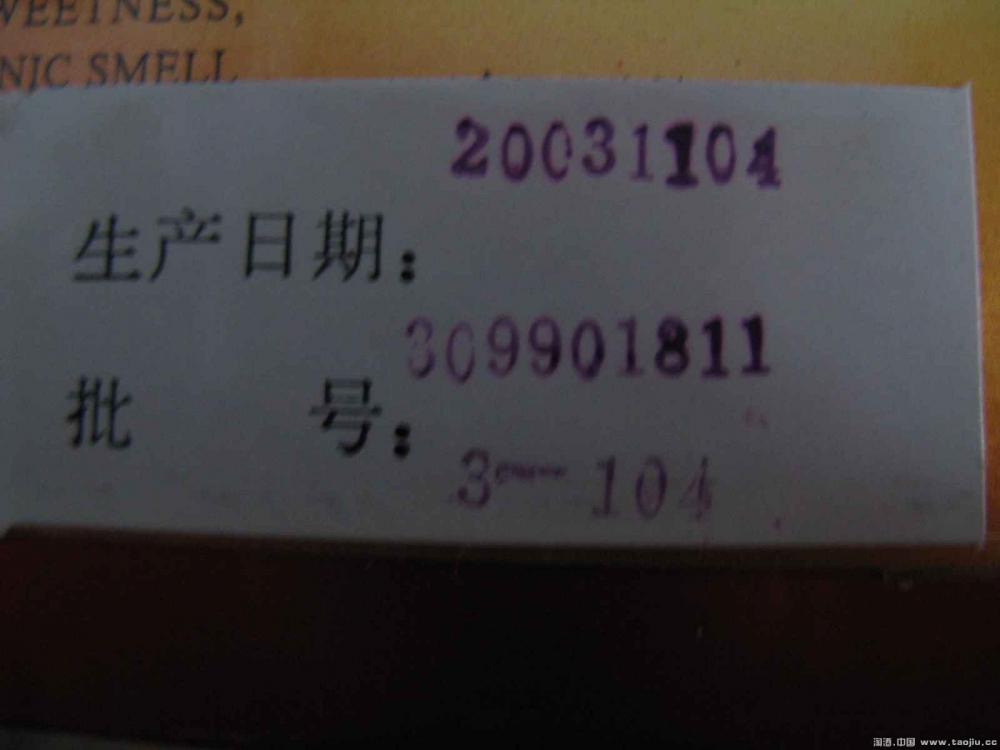 WEETNESS,
NIC SMELL
20031104
生产日期：
309901811
批 号：
3—104
淘酒.中国 www.taojiu.cc